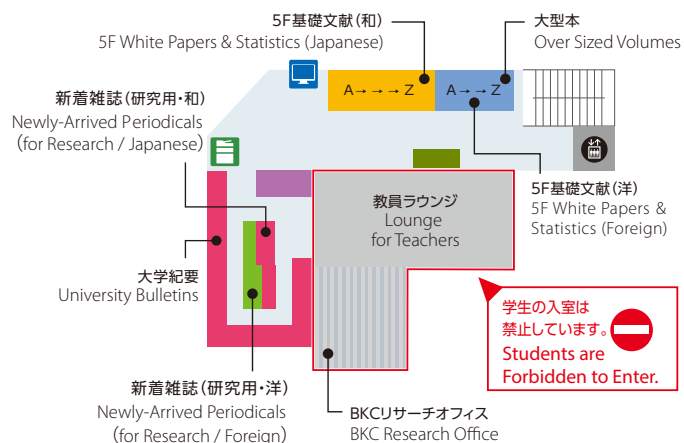 5F基礎文献(和)
5F White Papers & Statistics (Japanese)
大型本
Over Sized Volumes
新着雑誌(研究用・和)
Newly-Arrived Periodicals
(for Research / Japanese)
A→ → → Z
A→→Z
5F基礎文献(洋)
5F White Papers &
Statistics (Foreign)
教員ラウンジ
Lounge
for Teachers
大学紀要
University Bulletins
学生の入室は
禁止しています。
Students are
Forbidden to Enter.
新着雑誌(研究用・洋)
Newly-Arrived Periodicals
(for Research / Foreign)
BKCリサーチオフィス
BKC Research Office